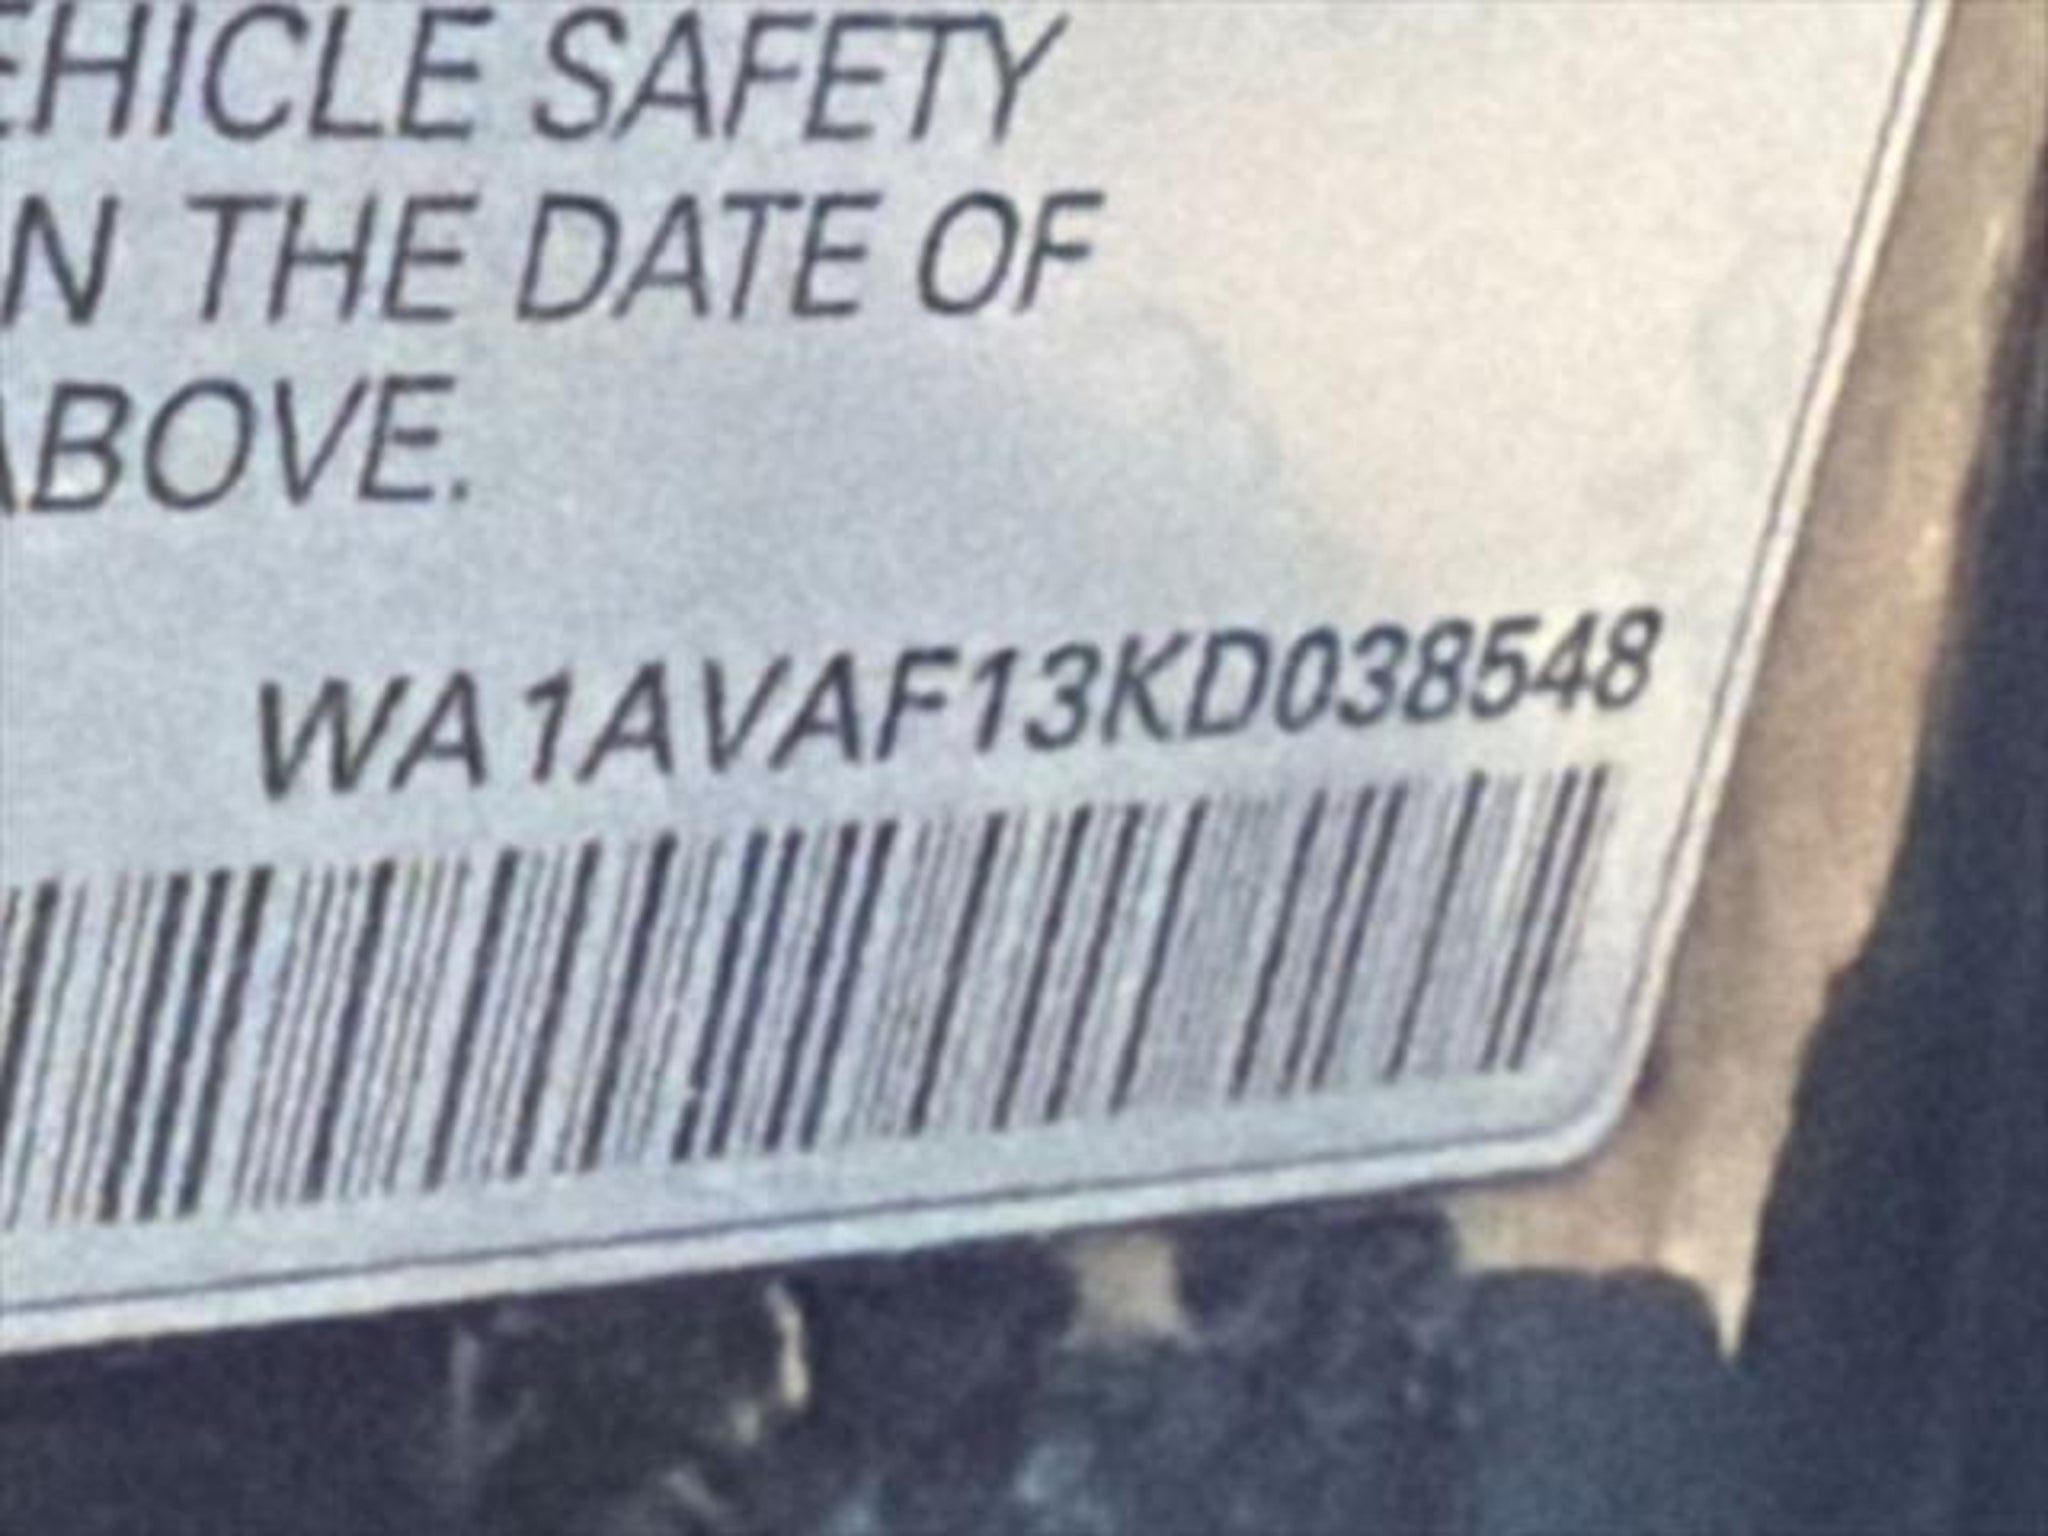 EHICLE SAFETY
N THE DATE OF
ABOVE.
WA1AVAF13KD038548